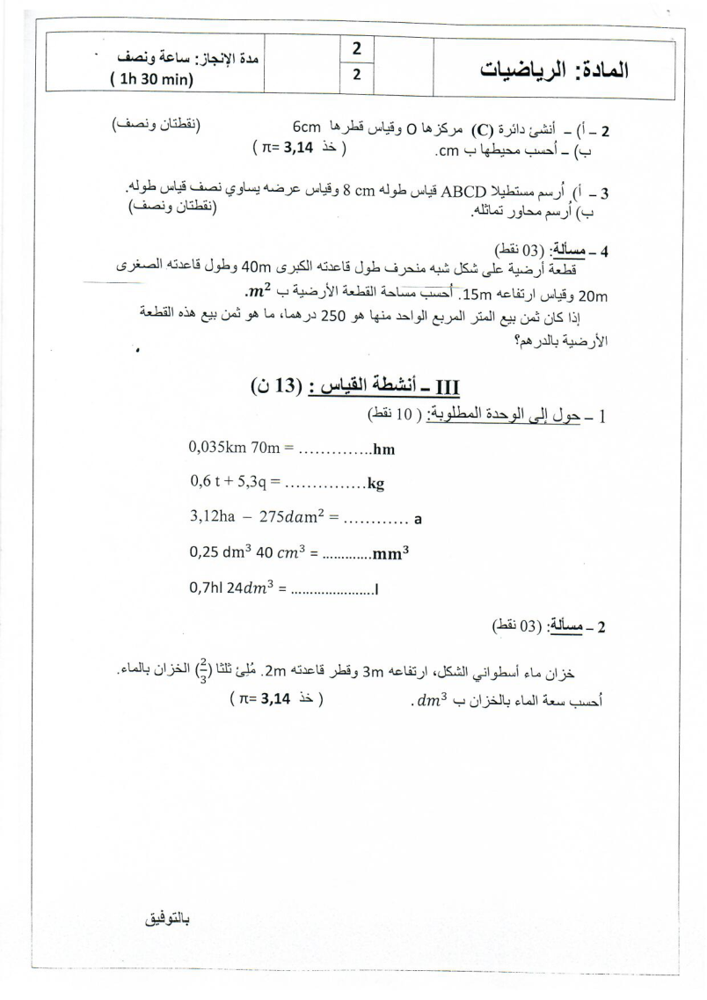 المادة: الرياضيات
2
2
مدة الإنجاز: ساعة ونصف
( 1h 30 min)
2 – أ) – أنشئ دائرة (C) مركزها O وقياس قطرها 6cm (نقطتان ونصف)
ب) – أحسب محيطها ب cm. ( خذ π= 3,14 )
3 – أ) أرسم مستطيلا ABCD قياس طوله 8 cm وقياس عرضه يساوي نصف قياس طوله.
ب) أرسم محاور تماثله. (نقطتان ونصف)
4 – مسألة: (03 نقط)
قطعة أرضية على شكل شبه منحرف طول قاعدته الكبرى 40m وطول قاعدته الصغرى
20m وقياس ارتفاعه 15m. أحسب مساحة القطعة الأرضية ب m².
إذا كان ثمن بيع المتر المربع الواحد منها هو 250 درهما، ما هو ثمن بيع هذه القطعة
الأرضية بالدرهم؟
III – أنشطة القياس : (13 ن)
1 – حول إلى الوحدة المطلوبة: ( 10 نقط)
0,035km 70m = …………..hm
0,6 t + 5,3q = ……………kg
3,12ha – 275dam² = ………… a
0,25 dm³ 40 cm³ = .............mm³
0,7hl 24dm³ = ......................l
2 – مسألة: (03 نقط)
خزان ماء أسطواني الشكل، ارتفاعه 3m وقطر قاعدته 2m. مُلِئ ثلثا (2/3) الخزان بالماء.
أحسب سعة الماء بالخزان ب dm³. ( خذ π= 3,14 )
بالتوفيق